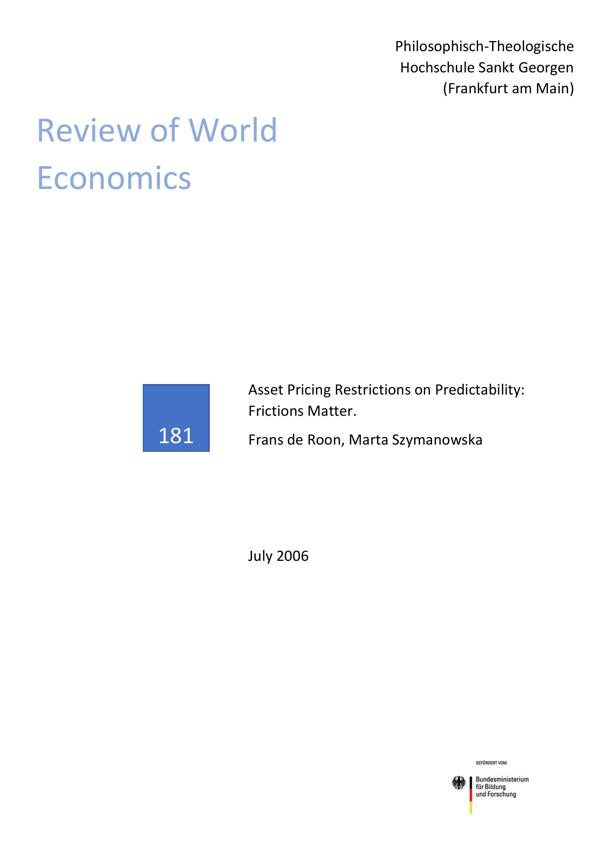 Philosophisch-Theologische
Hochschule Sankt Georgen
(Frankfurt am Main)
Review of World
Economics
181
Asset Pricing Restrictions on Predictability:
Frictions Matter.
Frans de Roon, Marta Szymanowska
July 2006
GEFÖRDERT VOM
Bundesministerium
für Bildung
und Forschung